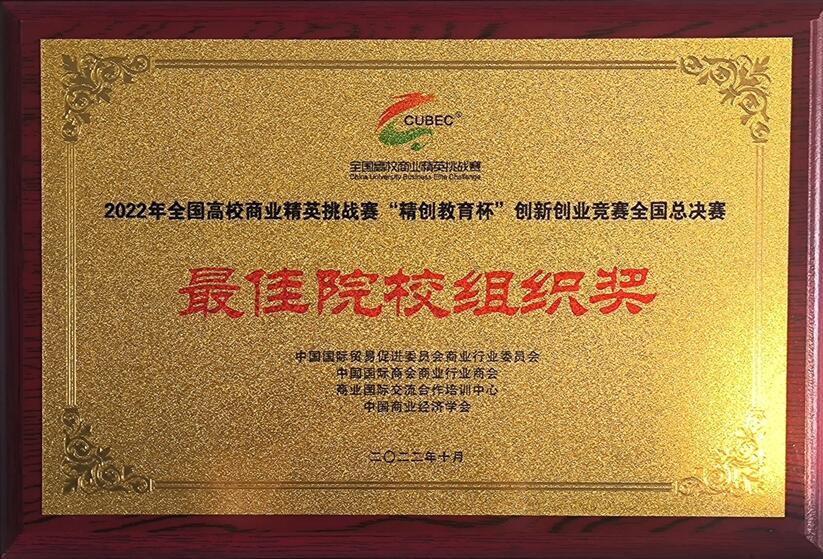 CUBEC®
全国高校商业精英挑战赛
China University Business Elite Challenge
2022年全国高校商业精英挑战赛“精创教育杯”创新创业竞赛全国总决赛
最佳院校组织奖
中国国际贸易促进委员会商业行业委员会
中国国际商会商业行业商会
商业国际交流合作培训中心
中国商业经济学会
二〇二二年十月